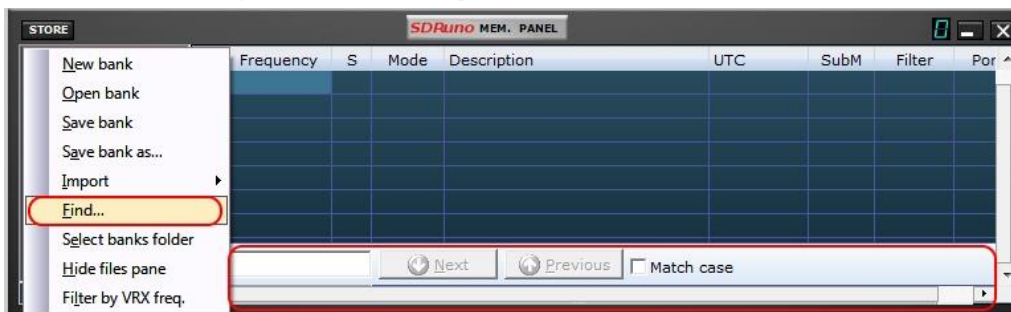 STORE
SDRuno MEM. PANEL
0
Frequency S Mode Description UTC SubM Filter Por
New bank
Open bank
Save bank
Save bank as...
Import
Find...
Select banks folder
Hide files pane
Filter by VRX freq.
Next Previous Match case